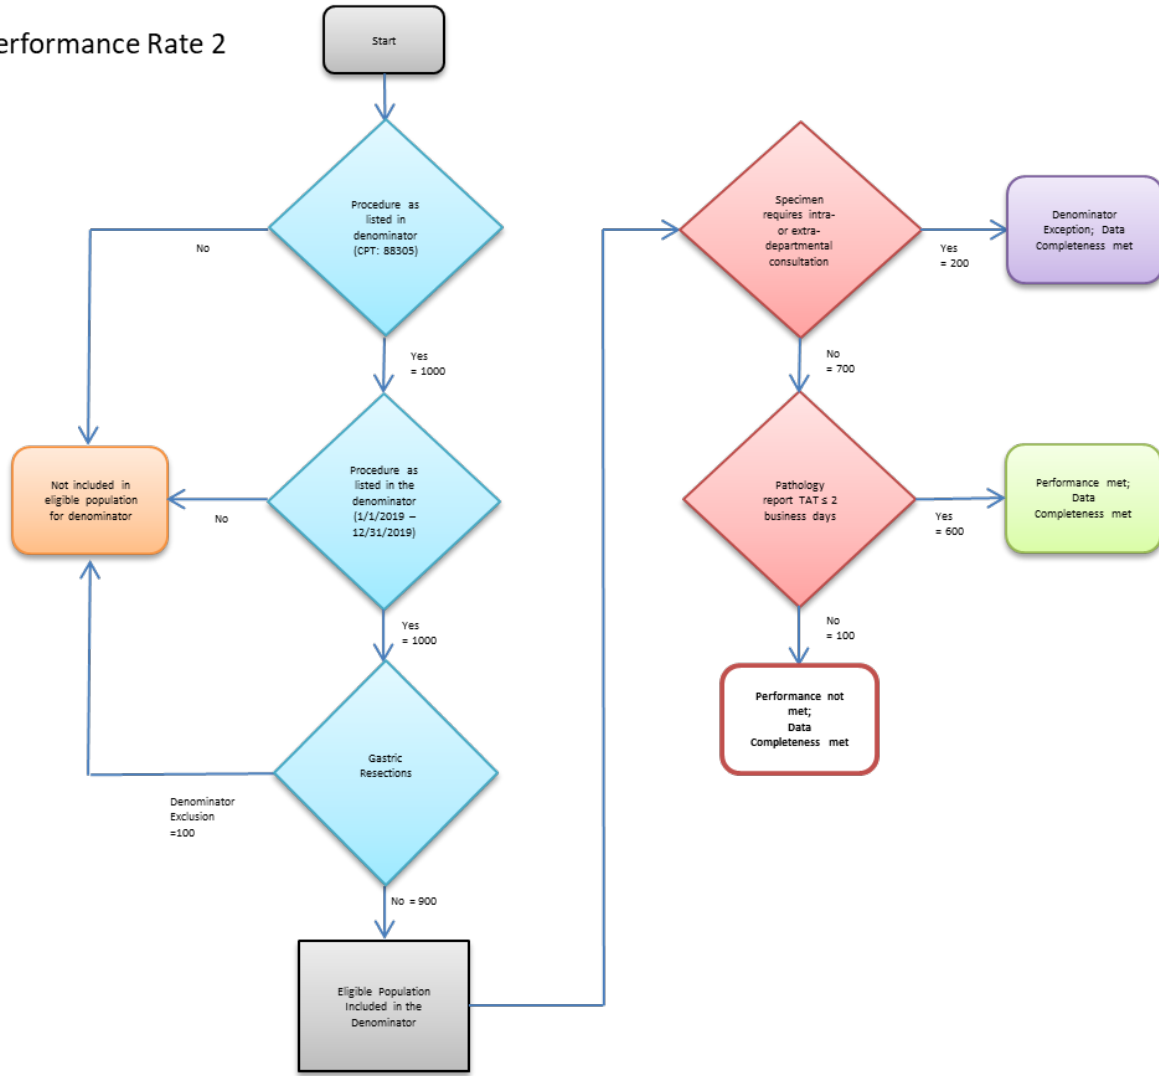 erformance Rate 2
Start
Procedure as
listed in
denominator
(CPT: 88305)
No
Yes
= 1000
Not included in
eligible population
for denominator
No
Procedure as
listed in the
denominator
(1/1/2019 –
12/31/2019)
Yes
= 1000
Gastric
Resections
Denominator
Exclusion
=100
No = 900
Eligible Population
Included in the
Denominator
Specimen
requires intra-
or extra-
departmental
consultation
Yes
= 200
Denominator
Exception; Data
Completeness met
No
= 700
Pathology
report TAT ≤ 2
business days
Yes
= 600
Performance met;
Data
Completeness met
No
= 100
Performance not
met;
Data
Completeness met